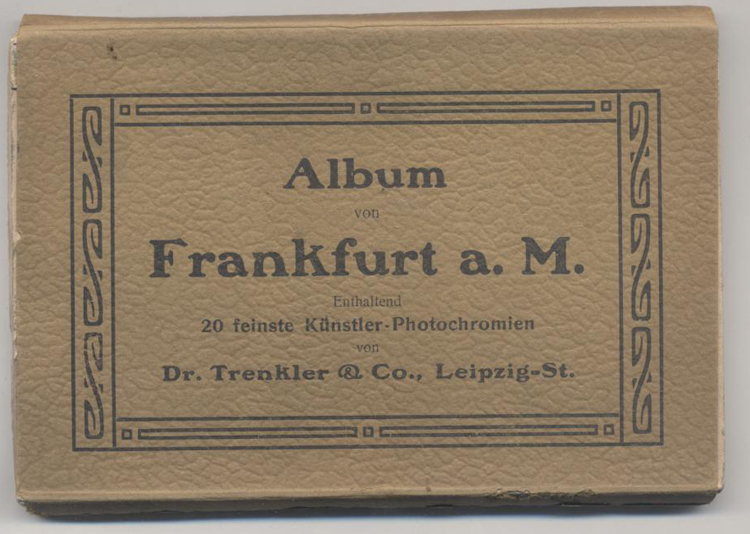 Album
von
Frankfurt a. M.
Enthaltend
20 feinste Künstler-Photochromien
von
Dr. Trenkler & Co., Leipzig-St.